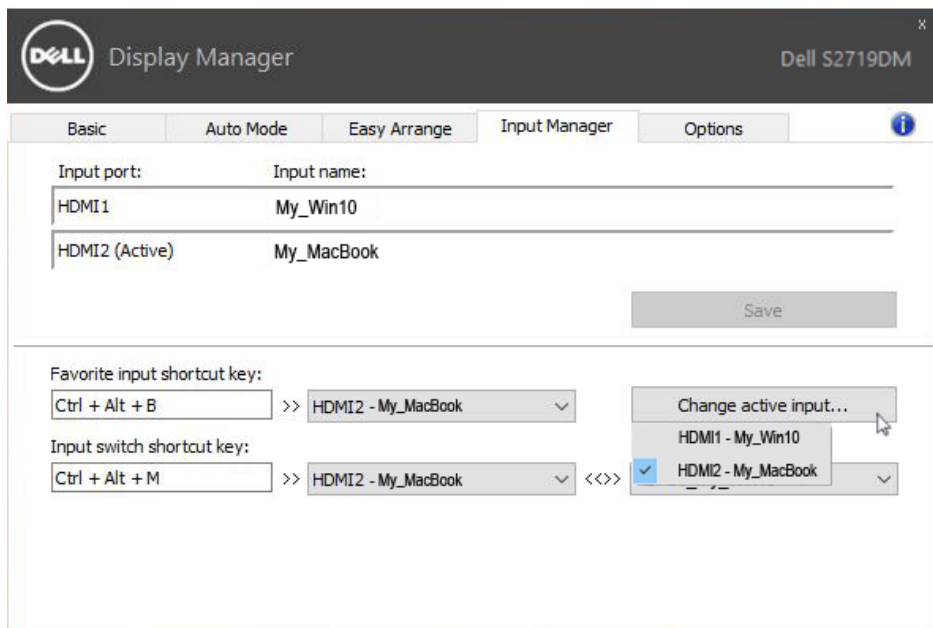 DELL Display Manager
x
Dell S2719DM
Basic Auto Mode Easy Arrange Input Manager Options i
Input port: Input name:
HDMI1 My_Win10
HDMI2 (Active) My_MacBook
Save
Favorite input shortcut key:
Ctrl + Alt + B >> HDMI2 - My_MacBook Change active input...
HDMI1 - My_Win10
Input switch shortcut key:
Ctrl + Alt + M >> HDMI2 - My_MacBook <<>> HDMI2 - My_MacBook